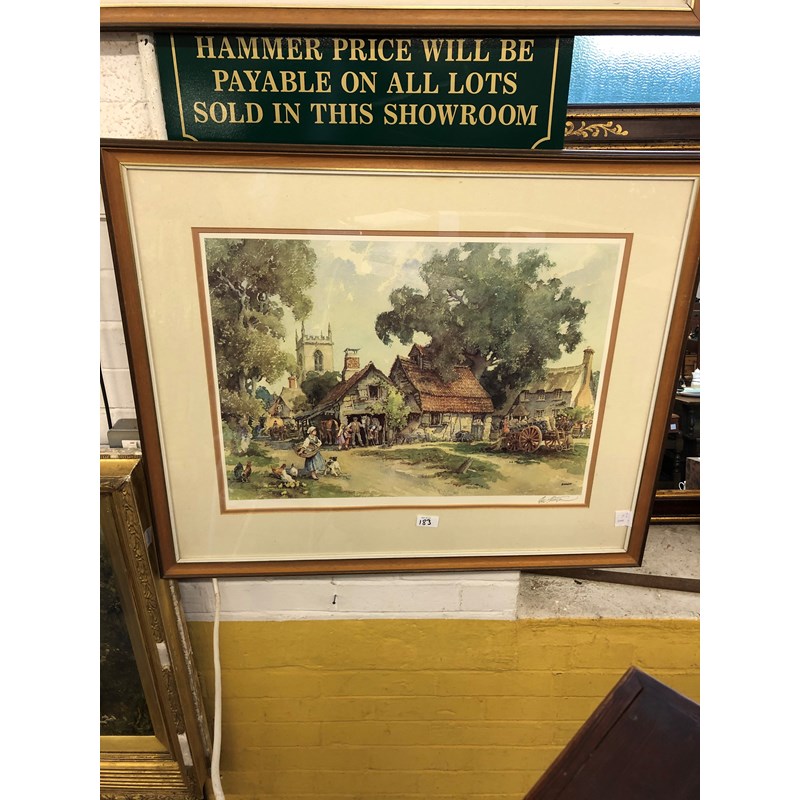 HAMMER PRICE WILL BE
PAYABLE ON ALL LOTS
SOLD IN THIS SHOWROOM
183